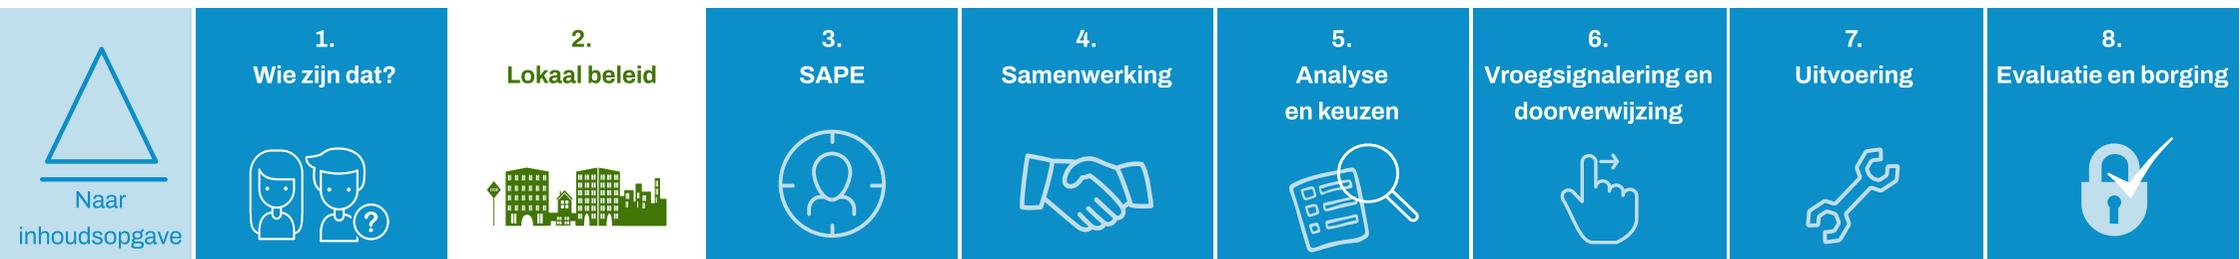 Naar
inhoudsopgave
1.
Wie zijn dat?
?
2.
Lokaal beleid
3.
SAPE
4.
Samenwerking
5.
Analyse
en keuzen
6.
Vroegsignalering en
doorverwijzing
7.
Uitvoering
8.
Evaluatie en borging